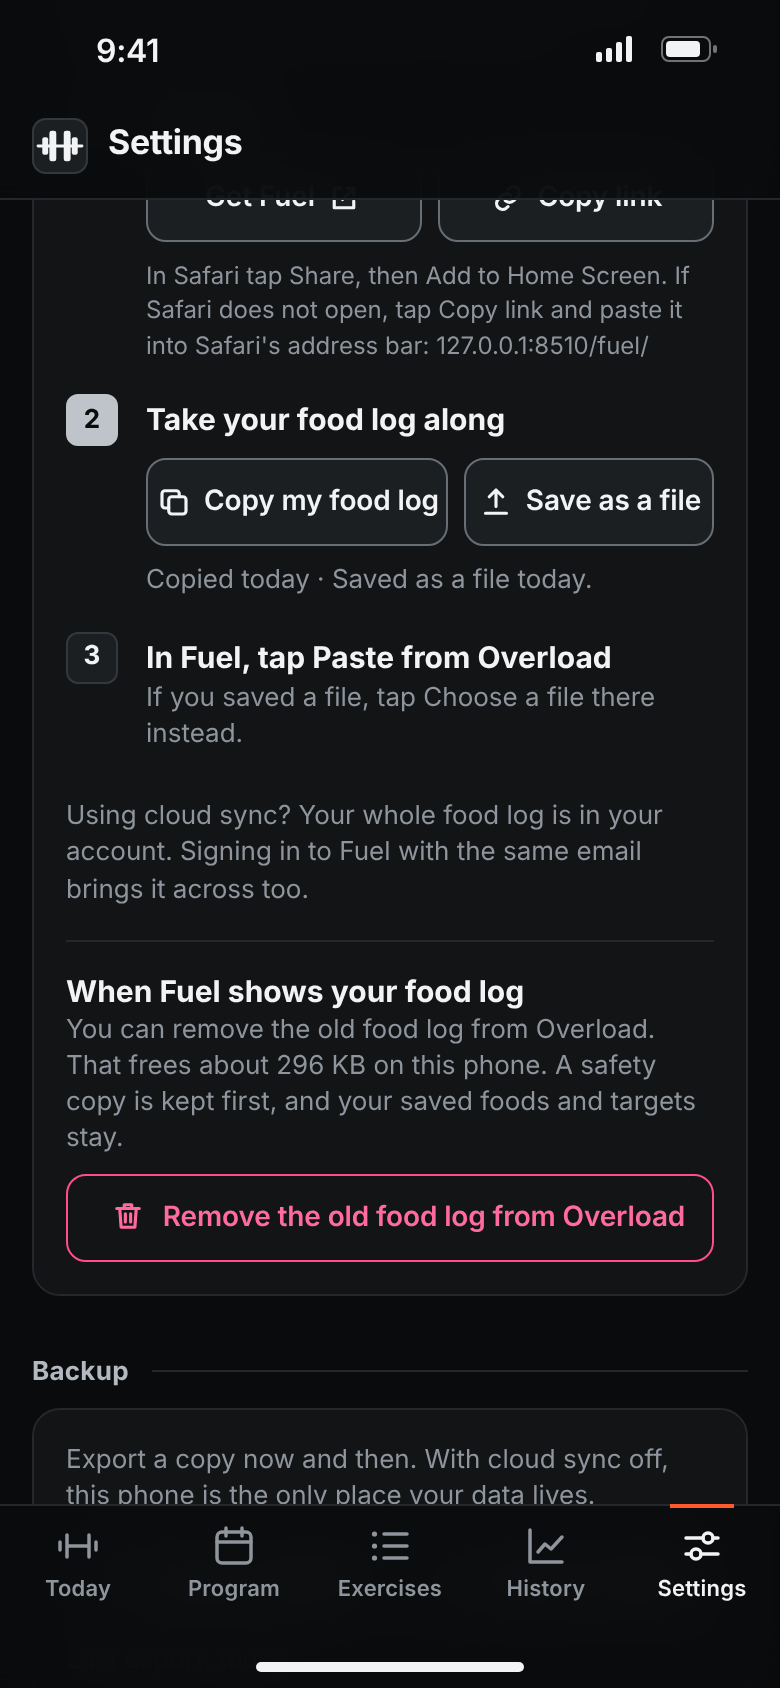 9:41
Settings
Get Fuel
Copy link
In Safari tap Share, then Add to Home Screen. If
Safari does not open, tap Copy link and paste it
into Safari's address bar: 127.0.0.1:8510/fuel/
2
Take your food log along
Copy my food log
Save as a file
Copied today · Saved as a file today.
3
In Fuel, tap Paste from Overload
If you saved a file, tap Choose a file there
instead.
Using cloud sync? Your whole food log is in your
account. Signing in to Fuel with the same email
brings it across too.
When Fuel shows your food log
You can remove the old food log from Overload.
That frees about 296 KB on this phone. A safety
copy is kept first, and your saved foods and targets
stay.
Remove the old food log from Overload
Backup
Export a copy now and then. With cloud sync off,
this phone is the only place your data lives.
Today
Program
Exercises
History
Settings